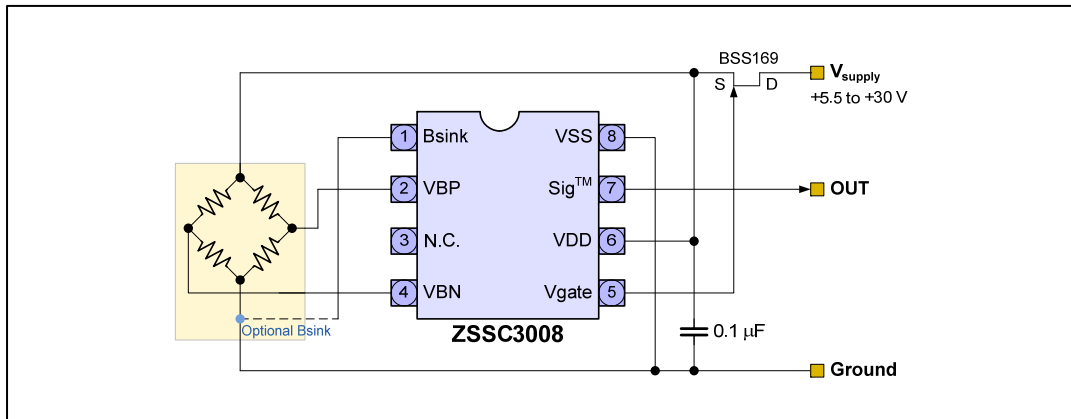 BSS169
S D
V_supply
+5.5 to +30 V
1 Bsink VSS 8
2 VBP Sig™ 7
OUT
3 N.C. VDD 6
4 VBN Vgate 5
Optional Bsink
ZSSC3008
0.1 µF
Ground